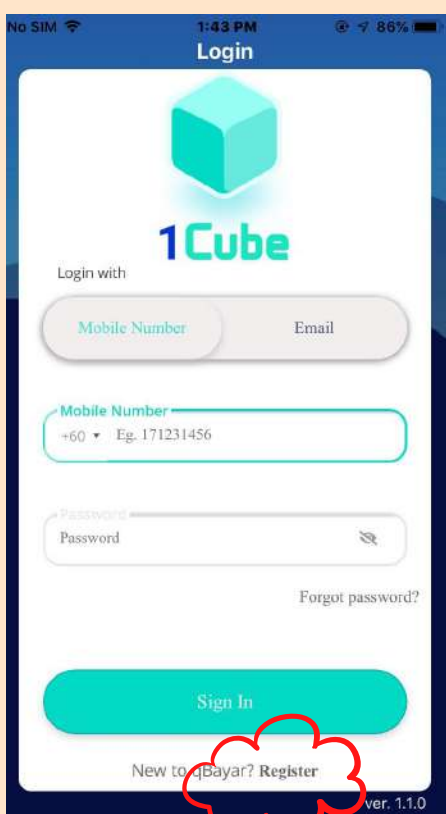 No SIM 1:43 PM 86%
Login
1Cube
Login with
Mobile Number Email
Mobile Number
+60 Eg. 171231456
Password
Password
Forgot password?
Sign In
New to qBayar? Register
ver. 1.1.0